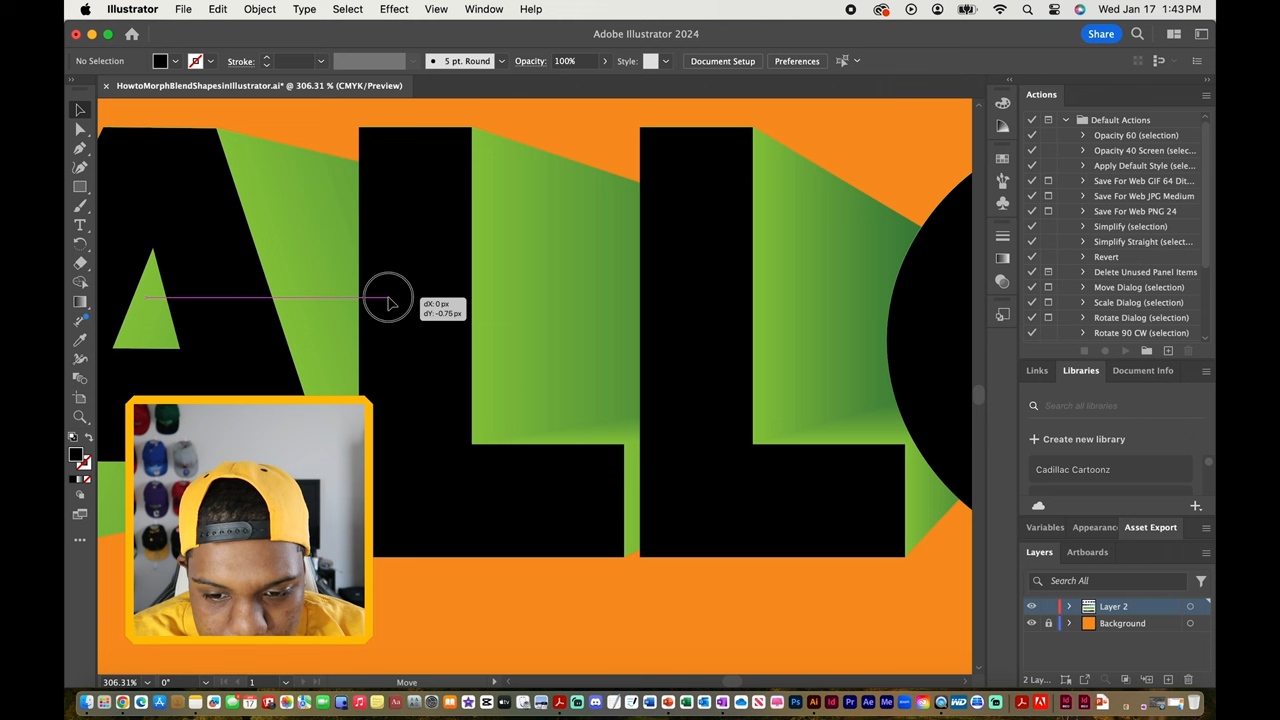 Illustrator File Edit Object Type Select Effect View Window Help Wed Jan 17 1:43 PM
Adobe Illustrator 2024
Share
No Selection Stroke: 5 pt. Round Opacity: 100% Style: Document Setup Preferences
× HowtoMorphBlendShapesinIllustrator.ai* @ 306.31 % (CMYK/Preview)
ALL
dX: 0 px
dY: -0.75 px
Actions
Default Actions
Opacity 60 (selection)
Opacity 40 Screen (selec...
Apply Default Style (sele...
Save For Web GIF 64 Dit...
Save For Web JPG Medium
Save For Web PNG 24
Simplify (selection)
Simplify Straight (select...
Revert
Delete Unused Panel Items
Move Dialog (selection)
Scale Dialog (selection)
Rotate Dialog (selection)
Rotate 90 CW (selection)
Links Libraries Document Info
Search all libraries
+ Create new library
Cadillac Cartoonz
Variables Appearanc Asset Export
Layers Artboards
Search All
Layer 2
Background
2 Lay...
306.31% 0° 1 Move